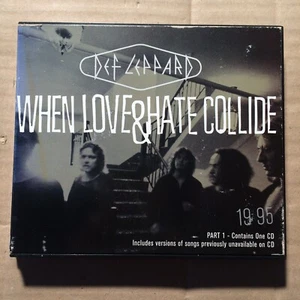 DEF LEPPARD
WHEN LOVE & HATE COLLIDE
19 95
PART 1 - Contains One CD
Includes versions of songs previously unavailable on CD